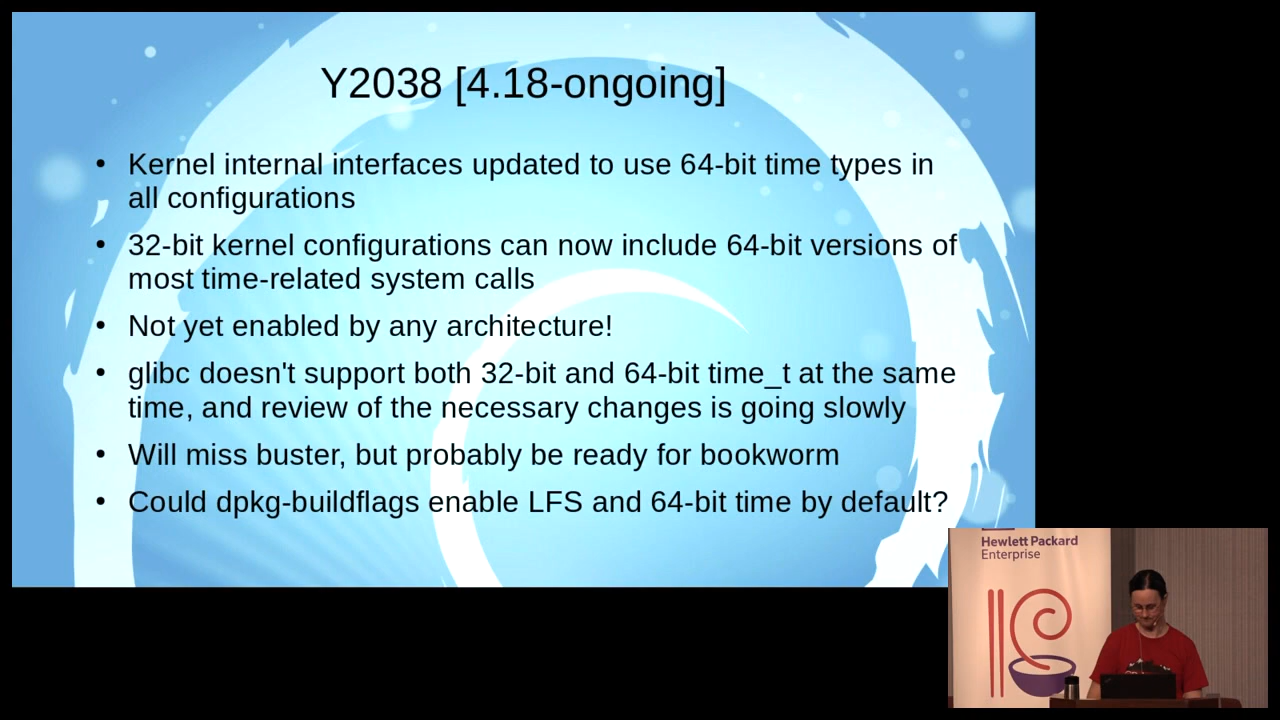 Y2038 [4.18-ongoing]
• Kernel internal interfaces updated to use 64-bit time types in
all configurations
• 32-bit kernel configurations can now include 64-bit versions of
most time-related system calls
• Not yet enabled by any architecture!
• glibc doesn't support both 32-bit and 64-bit time_t at the same
time, and review of the necessary changes is going slowly
• Will miss buster, but probably be ready for bookworm
• Could dpkg-buildflags enable LFS and 64-bit time by default?
Hewlett Packard
Enterprise